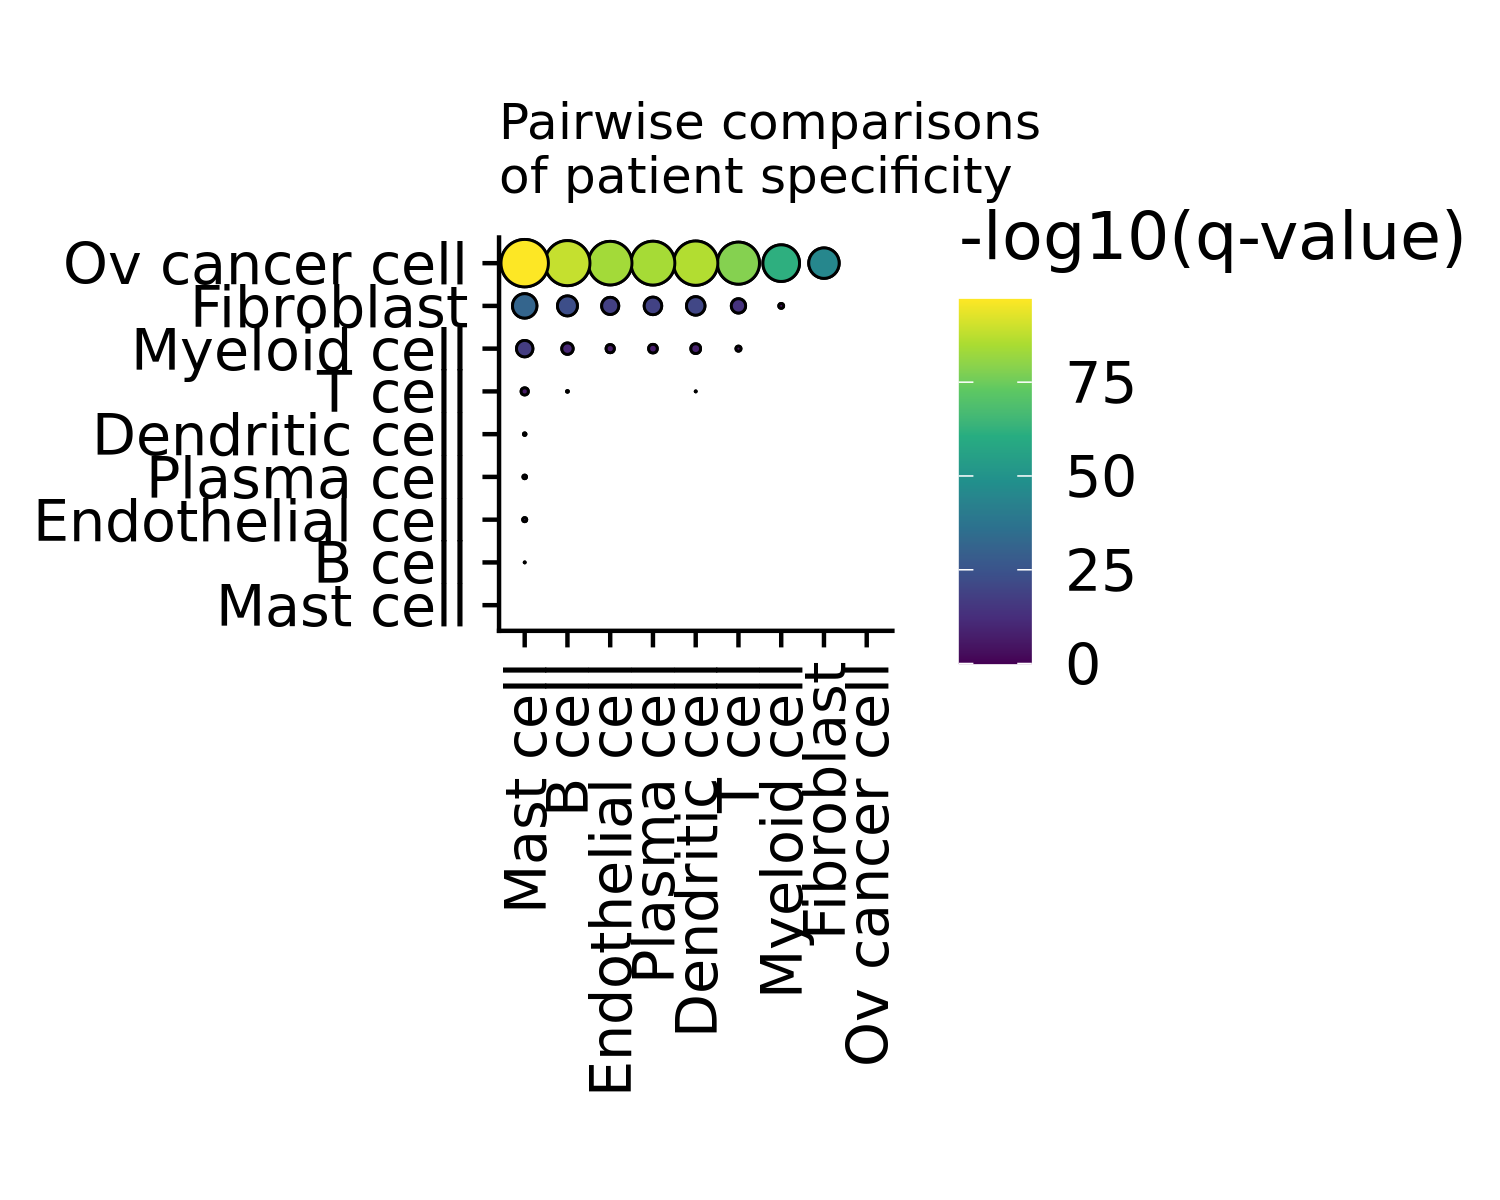 Pairwise comparisons
of patient specificity
-log10(q-value)
Ov cancer cell
Fibroblast
Myeloid cell
T cell
Dendritic cell
Plasma cell
Endothelial cell
B cell
Mast cell
75
50
25
0
Mast cell
B cell
Endothelial cell
Plasma cell
Dendritic cell
T cell
Myeloid cell
Fibroblast
Ov cancer cell